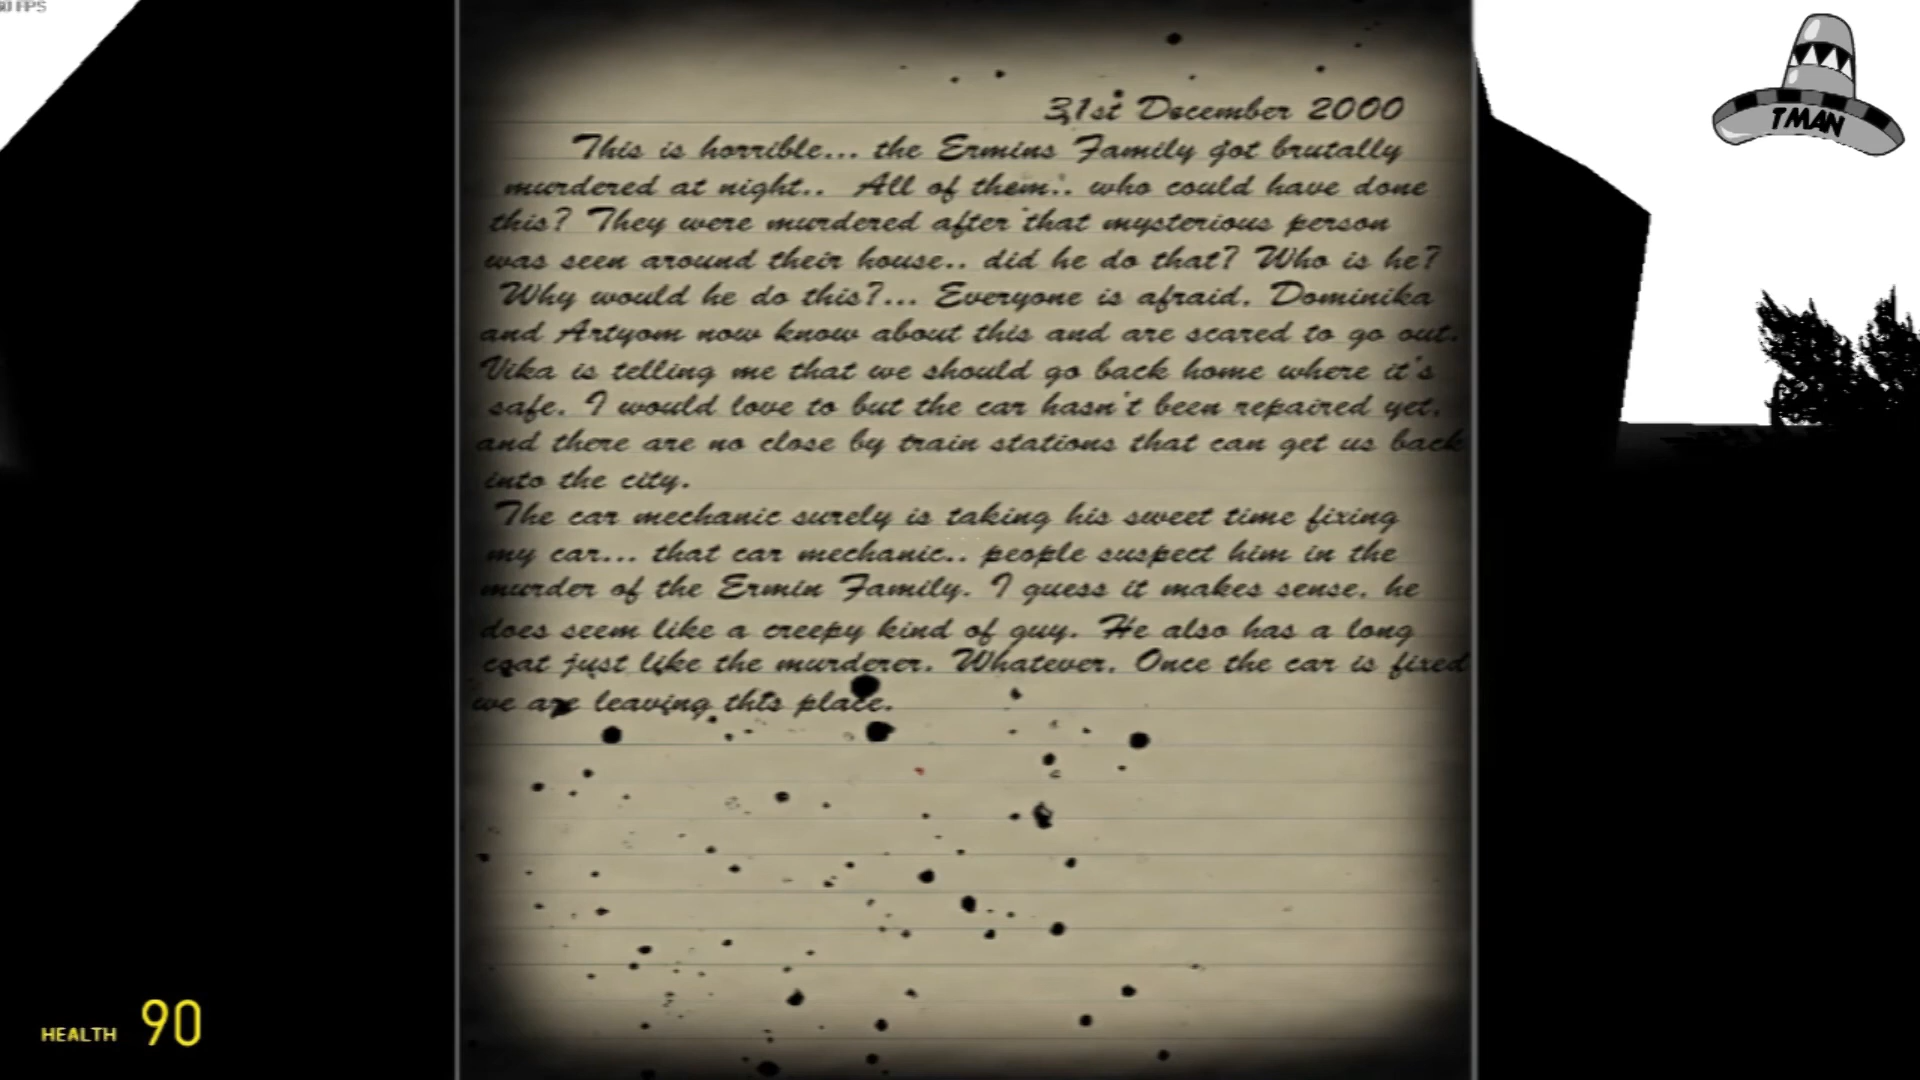 FPS
TMAN
31st December 2000
This is horrible... the Ermins Family got brutally
murdered at night.. All of them.. who could have done
this? They were murdered after that mysterious person
was seen around their house.. did he do that? Who is he?
Why would he do this?... Everyone is afraid. Dominika
and Artyom now know about this and are scared to go out.
Vika is telling me that we should go back home where it's
safe. I would love to but the car hasn't been repaired yet.
and there are no close by train stations that can get us back
into the city.
The car mechanic surely is taking his sweet time fixing
my car... that car mechanic.. people suspect him in the
murder of the Ermin Family. I guess it makes sense. he
does seem like a creepy kind of guy. He also has a long
coat just like the murderer. Whatever. Once the car is fixed
we are leaving this place.
HEALTH 90